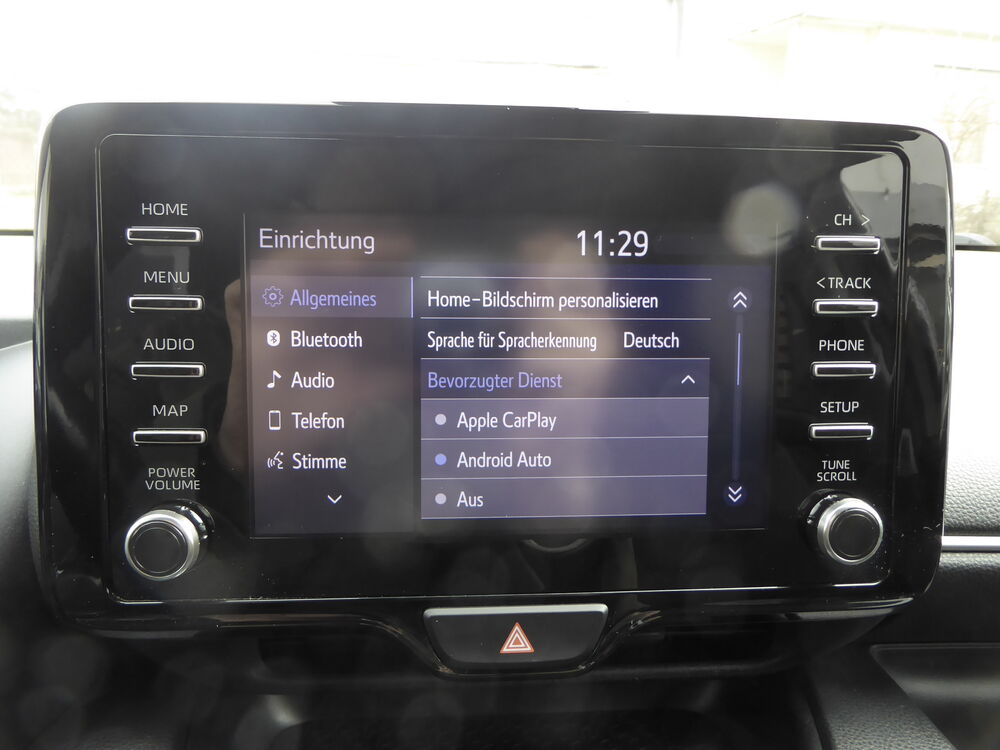 HOME
MENU
AUDIO
MAP
POWER
VOLUME
Einrichtung
11:29
Allgemeines
Bluetooth
Audio
Telefon
Stimme
Home-Bildschirm personalisieren
Sprache für Spracherkennung Deutsch
Bevorzugter Dienst
Apple CarPlay
Android Auto
Aus
CH >
< TRACK
PHONE
SETUP
TUNE
SCROLL